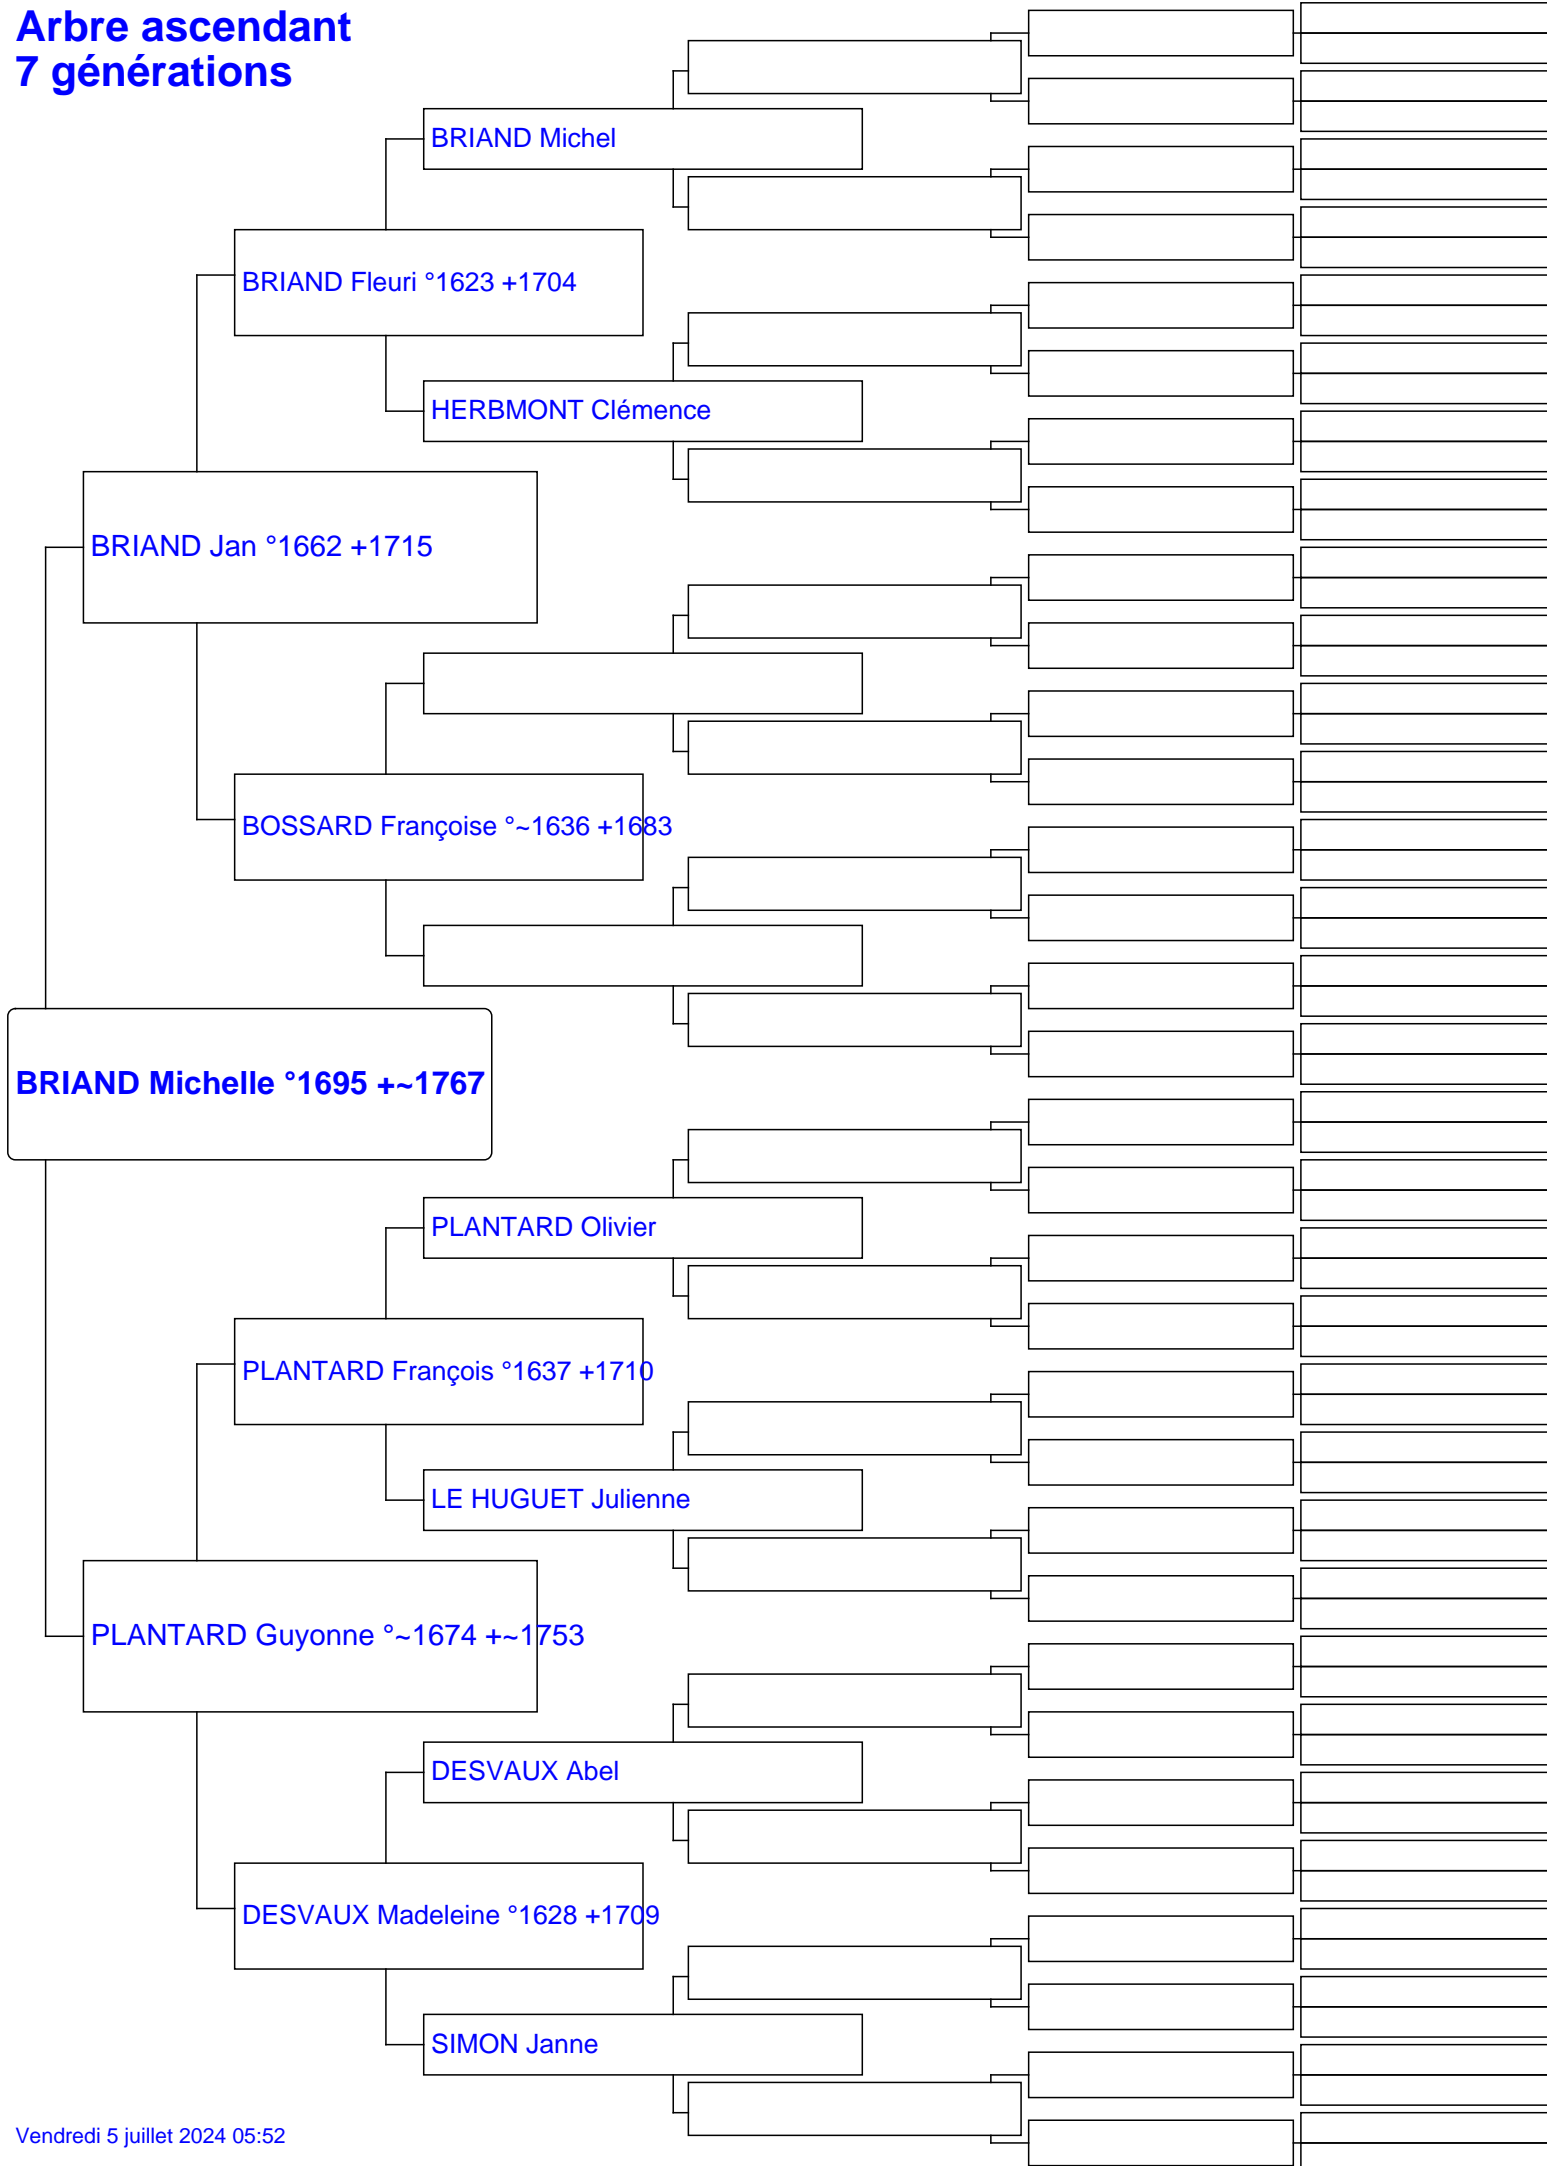 Arbre ascendant
7 générations
BRIAND Michel
BRIAND Fleuri °1623 +1704
HERBMONT Clémence
BRIAND Jan °1662 +1715
BOSSARD Françoise °~1636 +1683
BRIAND Michelle °1695 +~1767
PLANTARD Olivier
PLANTARD François °1637 +1710
LE HUGUET Julienne
PLANTARD Guyonne °~1674 +~1753
DESVAUX Abel
DESVAUX Madeleine °1628 +1709
SIMON Janne
Vendredi 5 juillet 2024 05:52